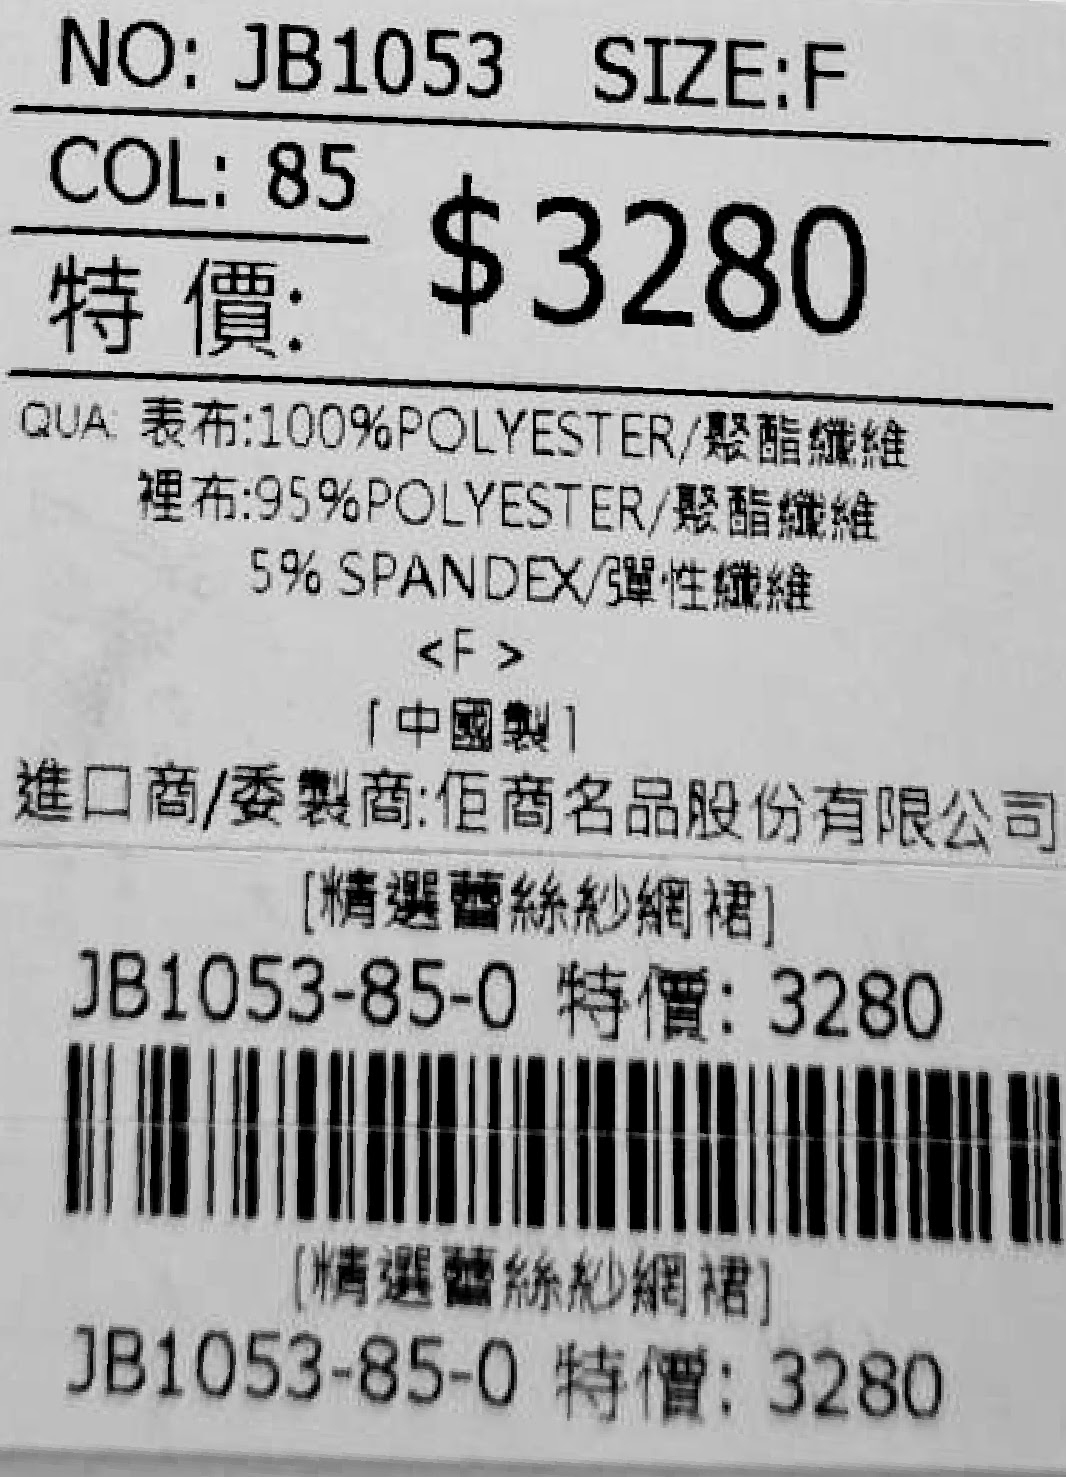 NO: JB1053 SIZE:F
COL: 85
$3280
特價:
QUA: 表布:100%POLYESTER/聚酯纖維
裡布:95%POLYESTER/聚酯纖維
5% SPANDEX/彈性纖維
<F>
「中國製」
進口商/委製商:佢商名品股份有限公司
[精選蕾絲紗網裙]
JB1053-85-0 特價: 3280
[精選蕾絲紗網裙]
JB1053-85-0 特價: 3280